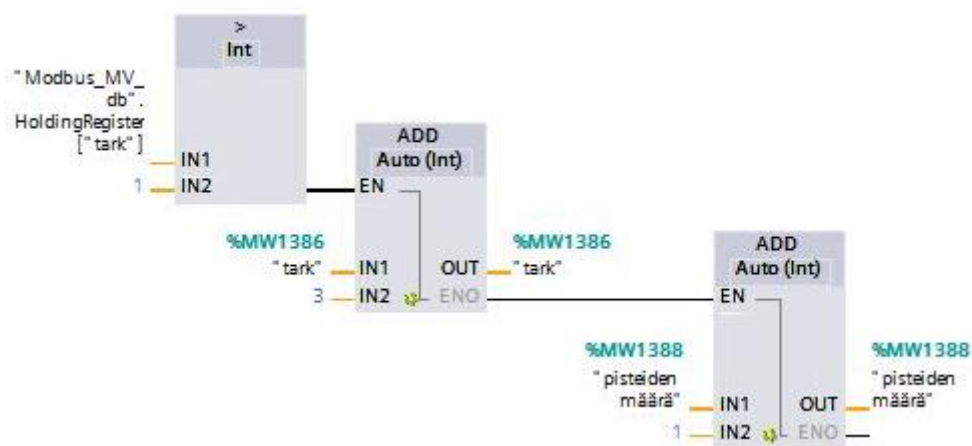 >
Int
"Modbus_MV_
db".
HoldingRegister
["tark"]
IN1
1 IN2
ADD
Auto (Int)
EN
%MW1386
"tark"
IN1
3 IN2
OUT
ENO
%MW1386
"tark"
ADD
Auto (Int)
EN
%MW1388
"pisteiden
määrä"
IN1
1 IN2
OUT
ENO
%MW1388
"pisteiden
määrä"